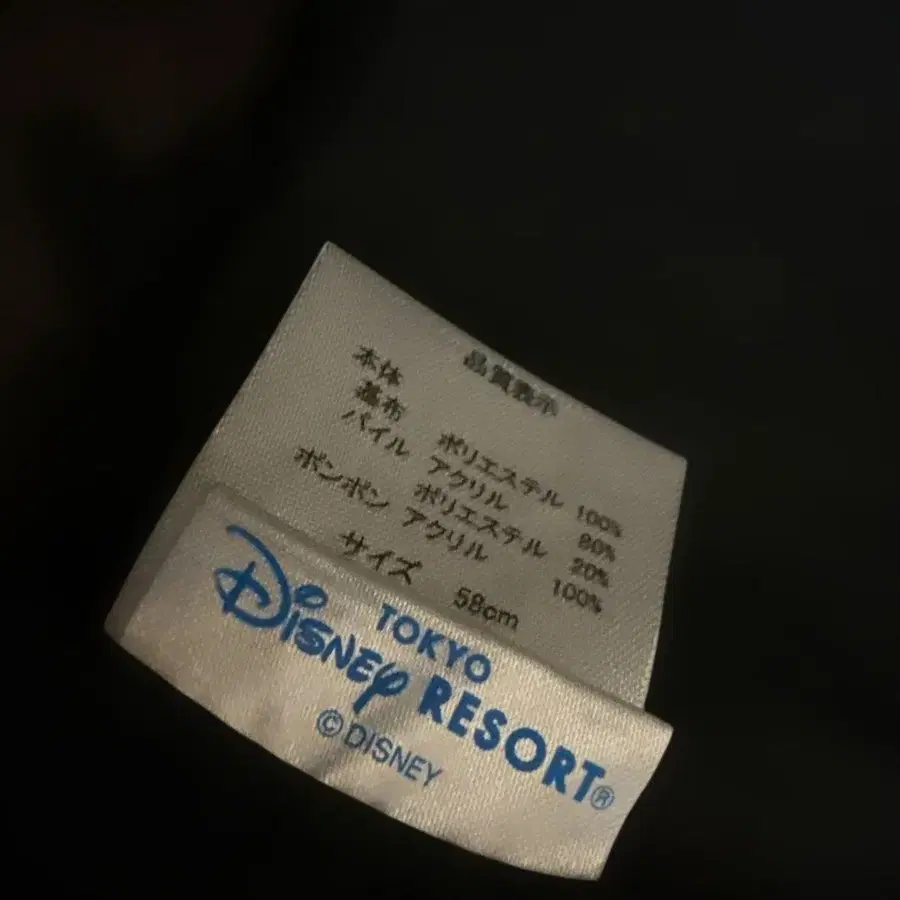 品質表示
本体 ポリエステル 100%
基布 アクリル 80%
パイル ポリエステル 20%
ポンポン アクリル 100%
サイズ 58cm
TOKYO
DISNEY RESORT®
© DISNEY